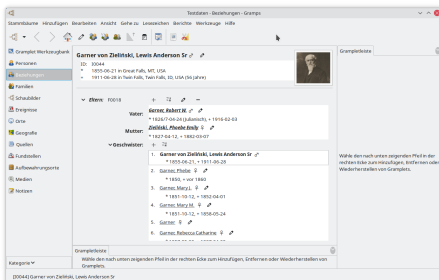 Testdaten - Beziehungen - Gramps
Stammbäume Hinzufügen Bearbeiten Ansicht Gehe zu Lesezeichen Berichte Werkzeuge Hilfe
Gramplet Werkzeugbank
Personen
Beziehungen
Familien
Schaubilder
Ereignisse
Orte
Geografie
Quellen
Fundstellen
Aufbewahrungsorte
Medien
Notizen
Kategorie
Garner von Zieliński, Lewis Anderson Sr
ID: I0044
* 1855-06-21 in Great Falls, MT, USA
+ 1911-06-28 in Twin Falls, Twin Falls, ID, USA (56 Jahre)
Eltern F0018
Vater: Garner, Robert W.
* 1826/7-04-24 (Julianisch), + 1916-02-03
Mutter: Zieliński, Phoebe Emily
* 1827-04-12, + 1882-03-07
Geschwister:
1. Garner von Zieliński, Lewis Anderson Sr
* 1855-06-21, + 1911-06-28
2. Garner, Phebe
* 1850, + vor 1860
3. Garner, Mary J.
* 1851-10-12, + 1852-04-01
4. Garner, Mary M.
* 1851-10-12, + 1858-05-24
5. Garner
6. Garner, Rebecca Catharine
Grampletleiste
Wähle den nach unten zeigenden Pfeil in der rechten Ecke zum Hinzufügen, Entfernen oder Wiederherstellen von
Gramplets.
Grampletleiste
Wähle den nach unten zeigenden Pfeil in der
rechten Ecke zum Hinzufügen, Entfernen oder
Wiederherstellen von Gramplets.
[I0044] Garner von Zieliński, Lewis Anderson Sr